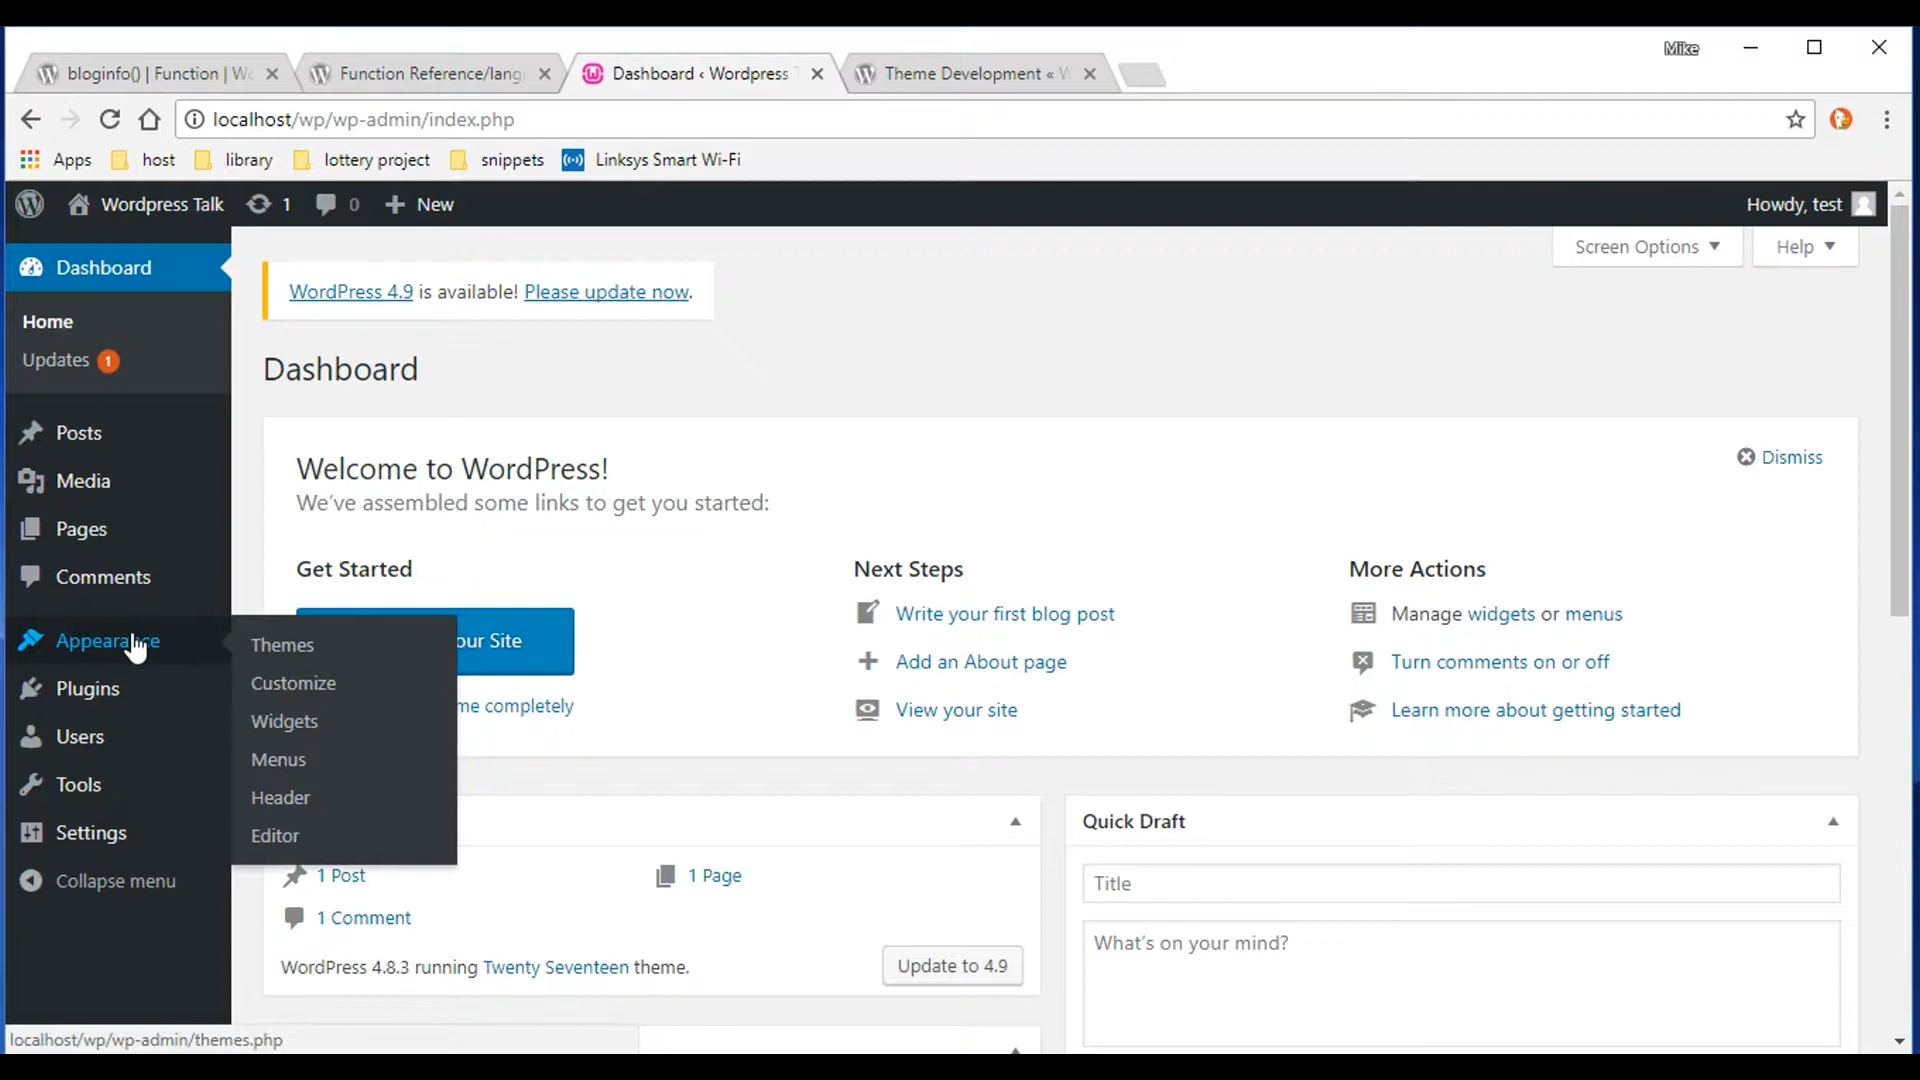 Mike
bloginfo() | Function | Wo
Function Reference/lang
Dashboard ‹ Wordpress T
Theme Development « W
localhost/wp/wp-admin/index.php
Apps
host
library
lottery project
snippets
Linksys Smart Wi-Fi
Wordpress Talk
1
0
New
Howdy, test
Dashboard
Screen Options
Help
WordPress 4.9 is available! Please update now.
Home
Updates 1
Dashboard
Posts
Media
Pages
Comments
Appearance
Plugins
Users
Tools
Settings
Collapse menu
Themes
Customize
Widgets
Menus
Header
Editor
Welcome to WordPress!
Dismiss
We've assembled some links to get you started:
Get Started
our Site
me completely
Next Steps
Write your first blog post
Add an About page
View your site
More Actions
Manage widgets or menus
Turn comments on or off
Learn more about getting started
1 Post
1 Page
1 Comment
WordPress 4.8.3 running Twenty Seventeen theme.
Update to 4.9
Quick Draft
Title
What's on your mind?
localhost/wp/wp-admin/themes.php